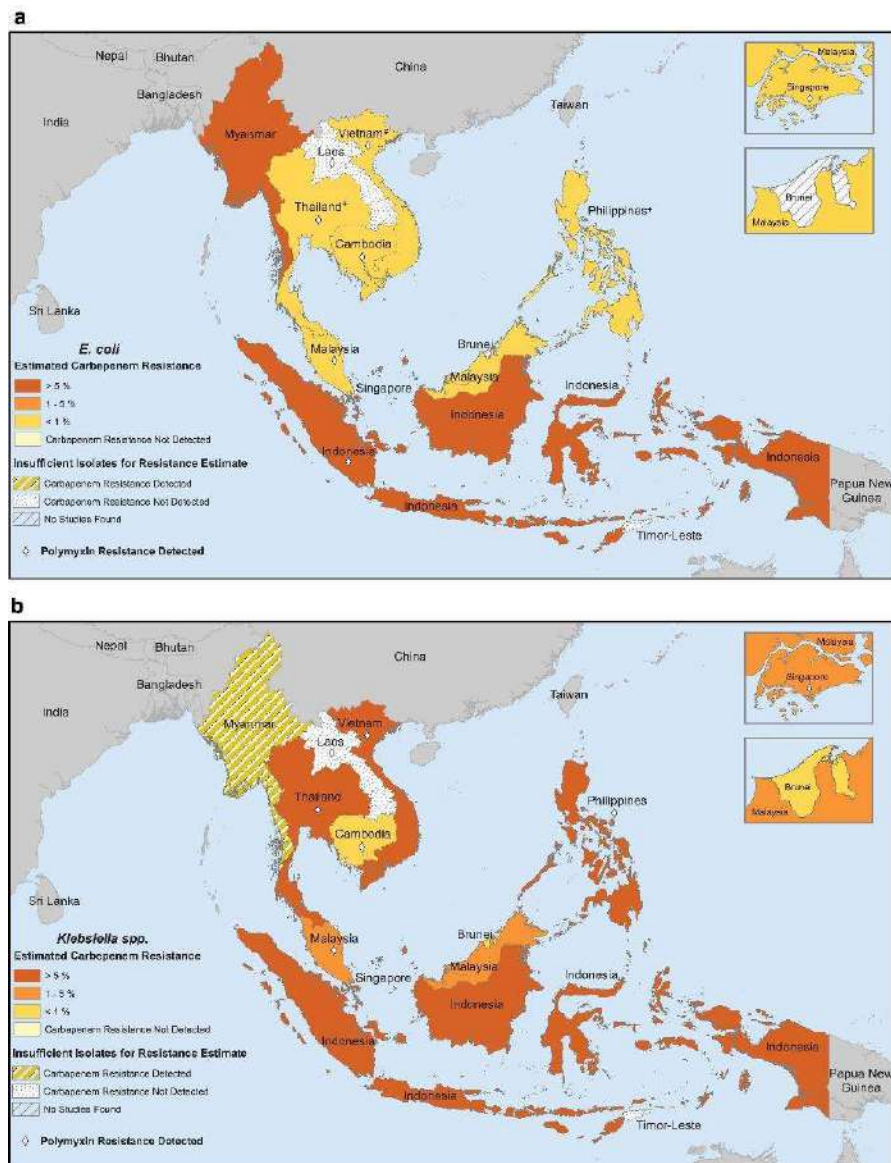 a
Nepal
Bhutan
China
Bangladesh
Taiwan
India
Myanmar
Vietnam
Laos
Thailand
Cambodia
Philippines+
Malaysia
Singapore
Brunei
Malaysia
Sri Lanka
Malaysia
Singapore
Brunei
Malaysia
Indonesia
Indonesia
Indonesia
Indonesia
Indonesia
Papua New
Guinea
Timor-Leste
E. coli
Estimated Carbepenem Resistance
> 5 %
1 - 5 %
< 1 %
Carbapenem Resistance Not Detected
Insufficient Isolates for Resistance Estimate
Carbapenem Resistance Detected
Carbapenem Resistance Not Detected
No Studies Found
Polymyxin Resistance Detected
b
Nepal
Bhutan
China
Bangladesh
Taiwan
India
Myanmar
Vietnam
Laos
Thailand
Cambodia
Philippines
Malaysia
Singapore
Brunei
Malaysia
Sri Lanka
Malaysia
Singapore
Brunei
Malaysia
Indonesia
Indonesia
Indonesia
Indonesia
Indonesia
Papua New
Guinea
Timor-Leste
Klebsiella spp.
Estimated Carbepenem Resistance
> 5 %
1 - 5 %
< 1 %
Carbapenem Resistance Not Detected
Insufficient Isolates for Resistance Estimate
Carbapenem Resistance Detected
Carbapenem Resistance Not Detected
No Studies Found
Polymyxin Resistance Detected